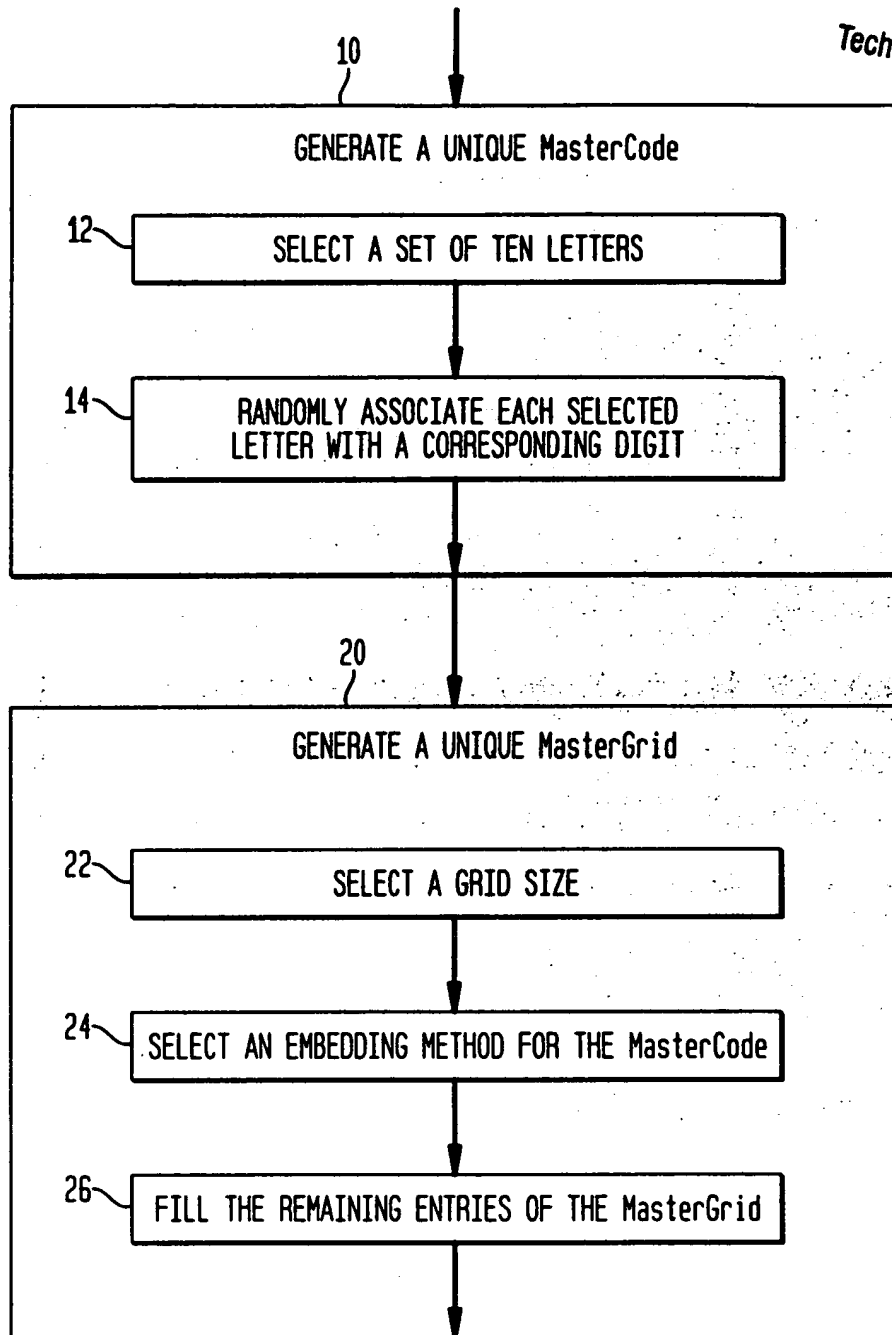 Tech
10
GENERATE A UNIQUE MasterCode
12
SELECT A SET OF TEN LETTERS
14
RANDOMLY ASSOCIATE EACH SELECTED
LETTER WITH A CORRESPONDING DIGIT
20
GENERATE A UNIQUE MasterGrid
22
SELECT A GRID SIZE
24
SELECT AN EMBEDDING METHOD FOR THE MasterCode
26
FILL THE REMAINING ENTRIES OF THE MasterGrid